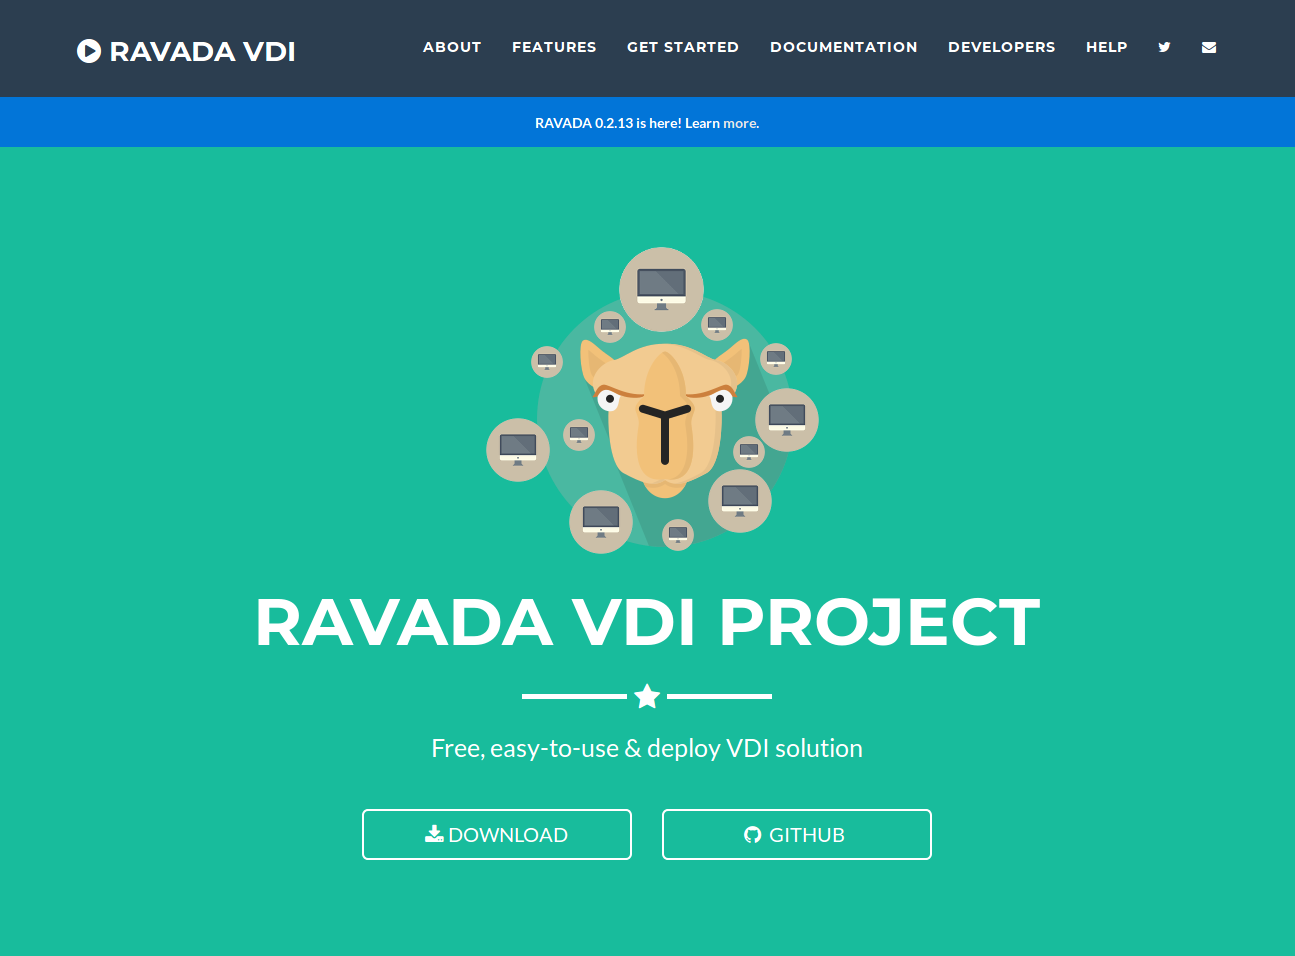 RAVADA VDI
ABOUT FEATURES GET STARTED DOCUMENTATION DEVELOPERS HELP
RAVADA 0.2.13 is here! Learn more.
RAVADA VDI PROJECT
Free, easy-to-use & deploy VDI solution
DOWNLOAD
GITHUB